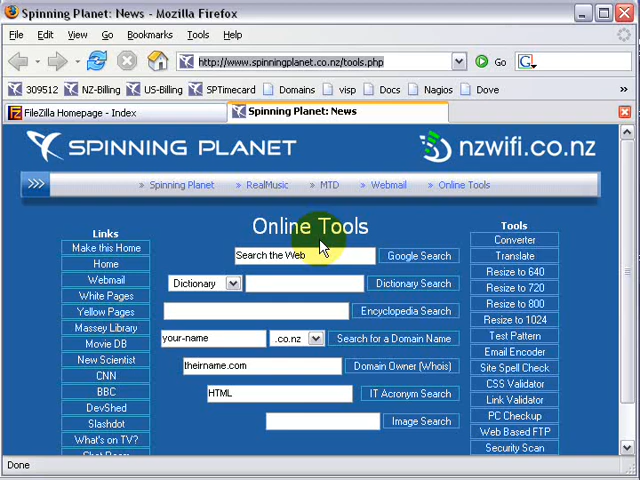 Spinning Planet: News - Mozilla Firefox
File Edit View Go Bookmarks Tools Help
http://www.spinningplanet.co.nz/tools.php Go G
309512 NZ-Billing US-Billing SPTimecard Domains visp Docs Nagios Dove »
FileZilla Homepage - Index Spinning Planet: News
SPINNING PLANET nzwifi.co.nz
» Spinning Planet » RealMusic » MTD » Webmail » Online Tools
Online Tools
Links
Make this Home
Home
Webmail
White Pages
Yellow Pages
Massey Library
Movie DB
New Scientist
CNN
BBC
DevShed
Slashdot
What's on TV?
Search the Web Google Search
Dictionary Dictionary Search
Encyclopedia Search
your-name .co.nz Search for a Domain Name
theirname.com Domain Owner (Whois)
HTML IT Acronym Search
Image Search
Tools
Converter
Translate
Resize to 640
Resize to 720
Resize to 800
Resize to 1024
Test Pattern
Email Encoder
Site Spell Check
CSS Validator
Link Validator
PC Checkup
Web Based FTP
Security Scan
Done